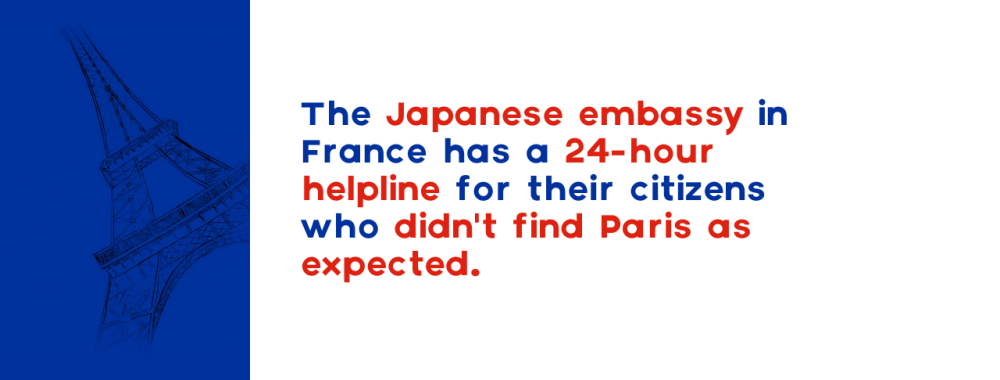 The Japanese embassy in
France has a 24-hour
helpline for their citizens
who didn't find Paris as
expected.